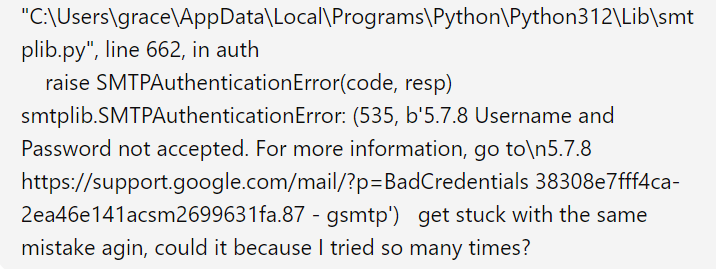 "C:\Users\grace\AppData\Local\Programs\Python\Python312\Lib\smt
plib.py", line 662, in auth
    raise SMTPAuthenticationError(code, resp)
smtplib.SMTPAuthenticationError: (535, b'5.7.8 Username and
Password not accepted. For more information, go to\n5.7.8
https://support.google.com/mail/?p=BadCredentials 38308e7fff4ca-
2ea46e141acsm2699631fa.87 - gsmtp')   get stuck with the same
mistake agin, could it because I tried so many times?